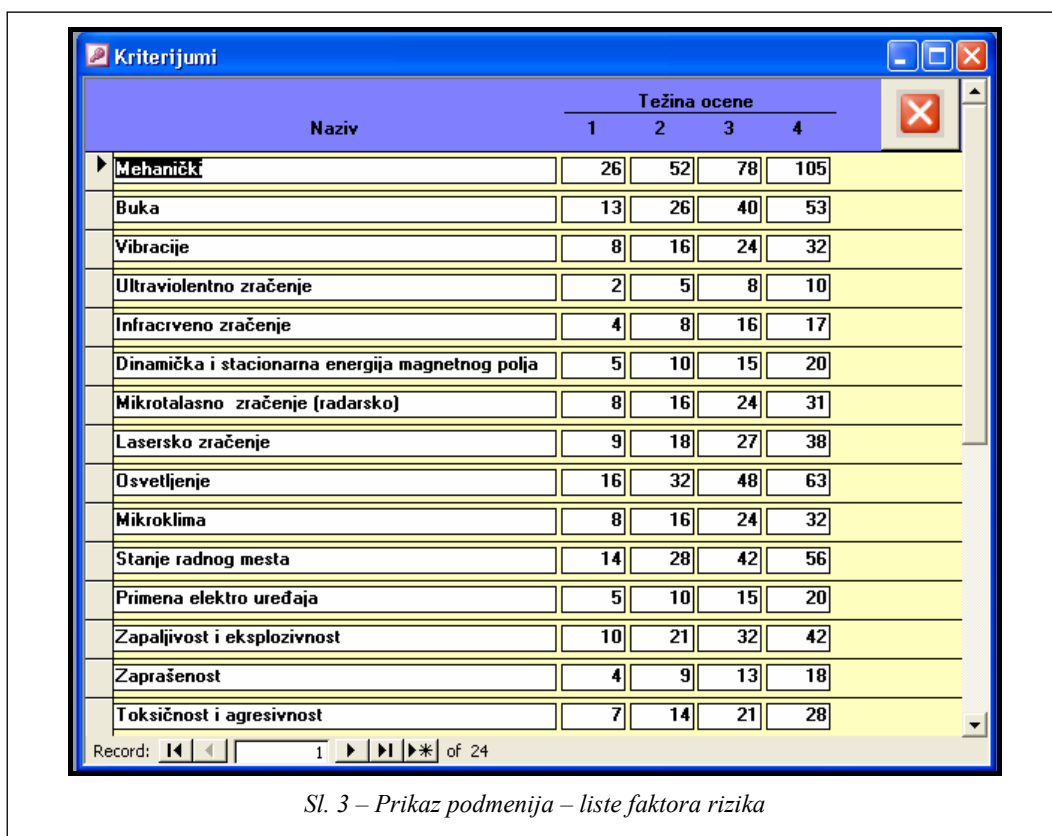 Kriterijumi
Težina ocene
Naziv 1 2 3 4
Mehanički 26 52 78 105
Buka 13 26 40 53
Vibracije 8 16 24 32
Ultraviolentno zračenje 2 5 8 10
Infracrveno zračenje 4 8 16 17
Dinamička i stacionarna energija magnetnog polja 5 10 15 20
Mikrotalasno zračenje (radarsko) 8 16 24 31
Lasersko zračenje 9 18 27 38
Osvetljenje 16 32 48 63
Mikroklima 8 16 24 32
Stanje radnog mesta 14 28 42 56
Primena elektro uređaja 5 10 15 20
Zapaljivost i eksplozivnost 10 21 32 42
Zaprašenost 4 9 13 18
Toksičnost i agresivnost 7 14 21 28
Record: 1 of 24
Sl. 3 – Prikaz podmenija – liste faktora rizika